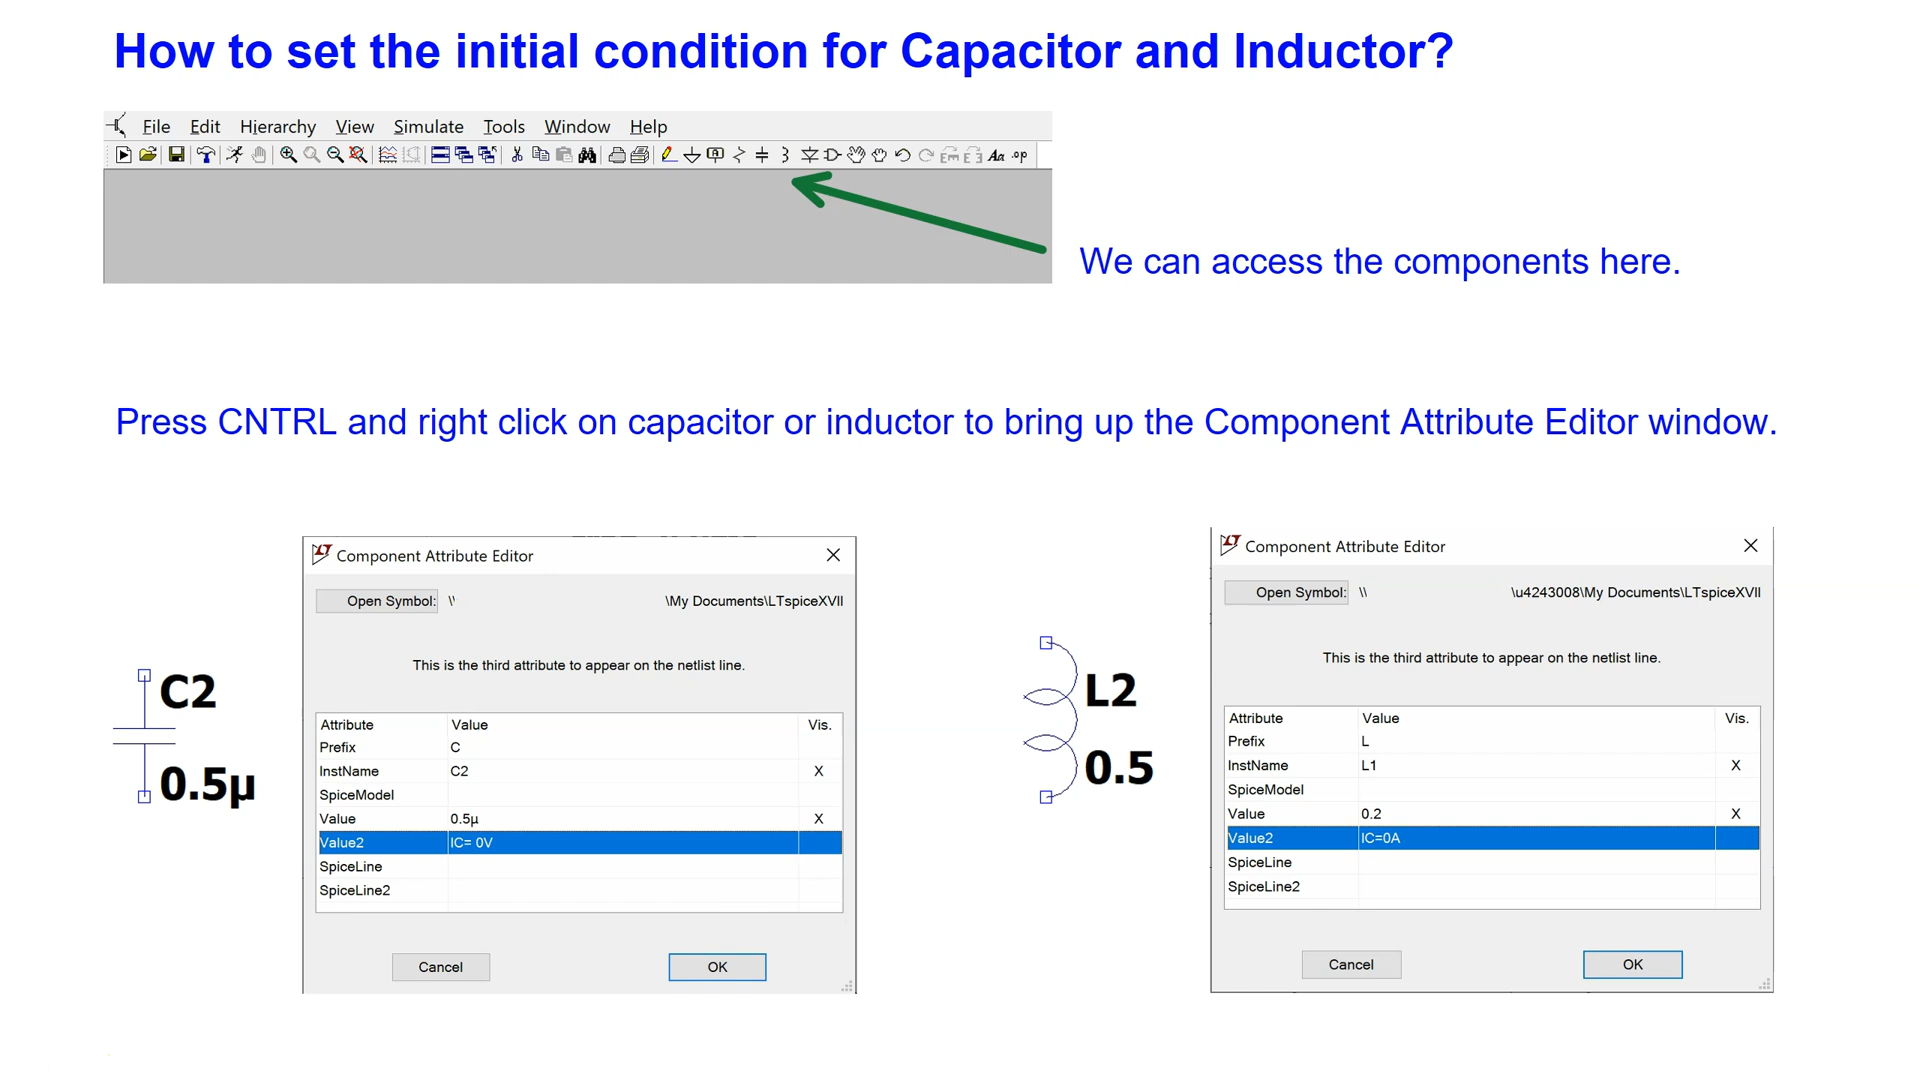 How to set the initial condition for Capacitor and Inductor?
File Edit Hierarchy View Simulate Tools Window Help
Aa .op
We can access the components here.
Press CNTRL and right click on capacitor or inductor to bring up the Component Attribute Editor window.
C2
0.5µ
Component Attribute Editor
Open Symbol: \\ \My Documents\LTspiceXVII
This is the third attribute to appear on the netlist line.
Attribute Value Vis.
Prefix C
InstName C2 X
SpiceModel
Value 0.5µ X
Value2 IC= 0V
SpiceLine
SpiceLine2
Cancel OK
L2
0.5
Component Attribute Editor
Open Symbol: \\ \u4243008\My Documents\LTspiceXVII
This is the third attribute to appear on the netlist line.
Attribute Value Vis.
Prefix L
InstName L1 X
SpiceModel
Value 0.2 X
Value2 IC=0A
SpiceLine
SpiceLine2
Cancel OK